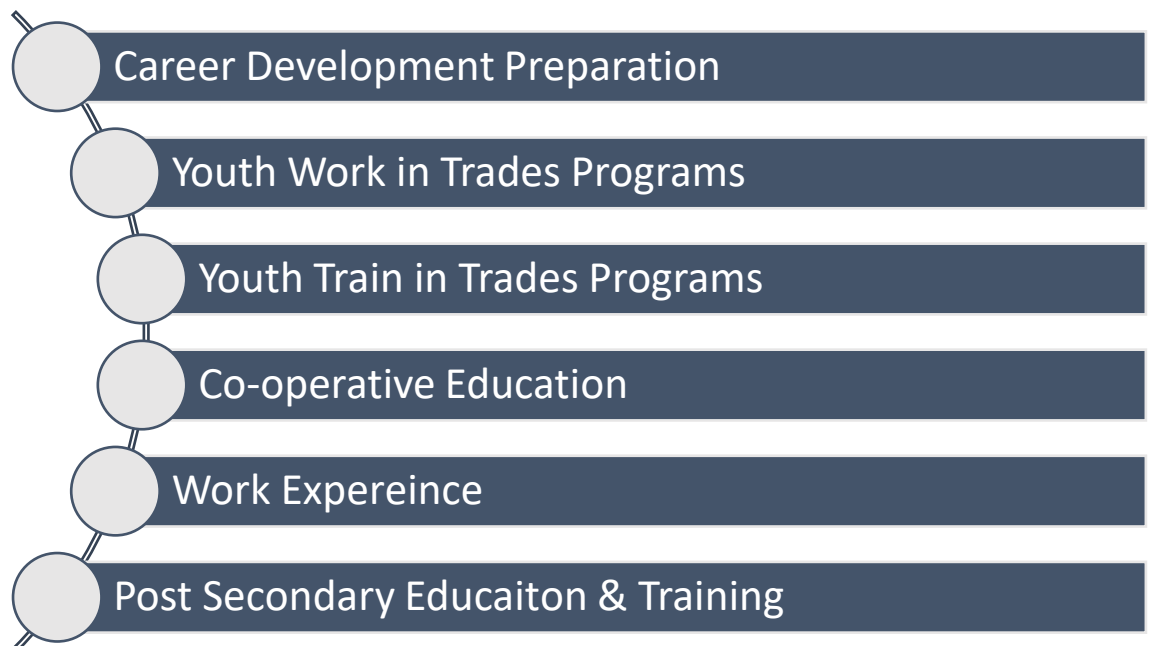 Career Development Preparation
Youth Work in Trades Programs
Youth Train in Trades Programs
Co-operative Education
Work Expereince
Post Secondary Educaiton & Training